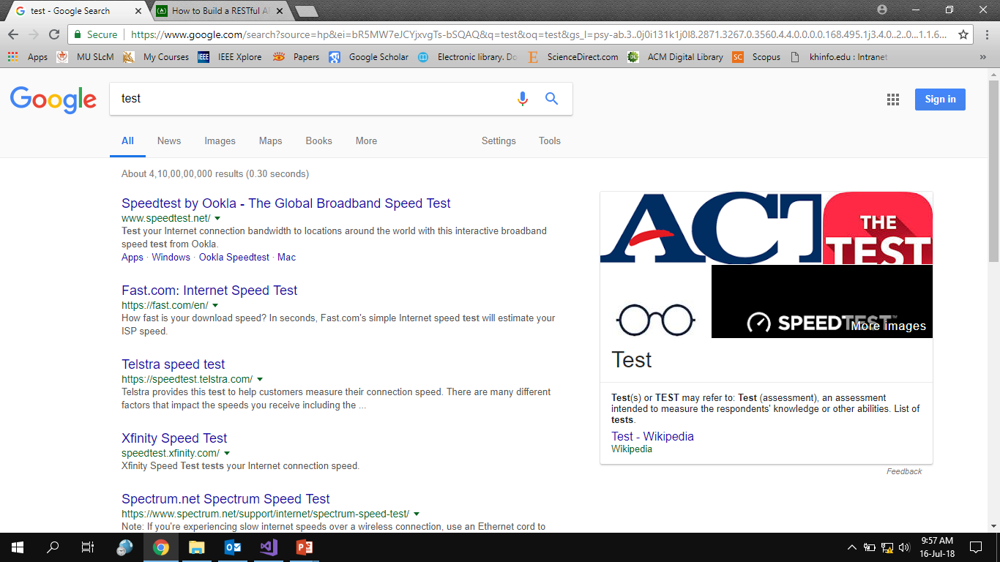 test - Google Search
How to Build a RESTful A
Secure
https://www.google.com/search?source=hp&ei=bR5MW7eJCYjxvgTs-bSQAQ&q=test&oq=test&gs_l=psy-ab.3..0j0i131k1j0l8.2871.3267.0.3560.4.4.0.0.0.0.168.495.1j3.4.0..2..0...1.1.6...
Apps MU SLcM My Courses IEEE IEEE Xplore Papers Google Scholar Electronic library. Do ScienceDirect.com ACM Digital Library SC Scopus khinfo.edu : Intranet »
Google
test
Sign in
All News Images Maps Books More Settings Tools
About 4,10,00,00,000 results (0.30 seconds)
Speedtest by Ookla - The Global Broadband Speed Test
www.speedtest.net/
Test your Internet connection bandwidth to locations around the world with this interactive broadband
speed test from Ookla.
Apps · Windows · Ookla Speedtest · Mac
Fast.com: Internet Speed Test
https://fast.com/en/
How fast is your download speed? In seconds, Fast.com's simple Internet speed test will estimate your
ISP speed.
Telstra speed test
https://speedtest.telstra.com/
Telstra provides this test to help customers measure their connection speed. There are many different
factors that impact the speeds you receive including the ...
Xfinity Speed Test
speedtest.xfinity.com/
Xfinity Speed Test tests your Internet connection speed.
Spectrum.net Spectrum Speed Test
https://www.spectrum.net/support/internet/spectrum-speed-test/
Note: If you're experiencing slow internet speeds over a wireless connection, use an Ethernet cord to
ACT
THE
TEST
SPEEDTEST™
More images
Test
Test(s) or TEST may refer to: Test (assessment), an assessment
intended to measure the respondents' knowledge or other abilities. List of
tests.
Test - Wikipedia
Wikipedia
Feedback
9:57 AM
16-Jul-18